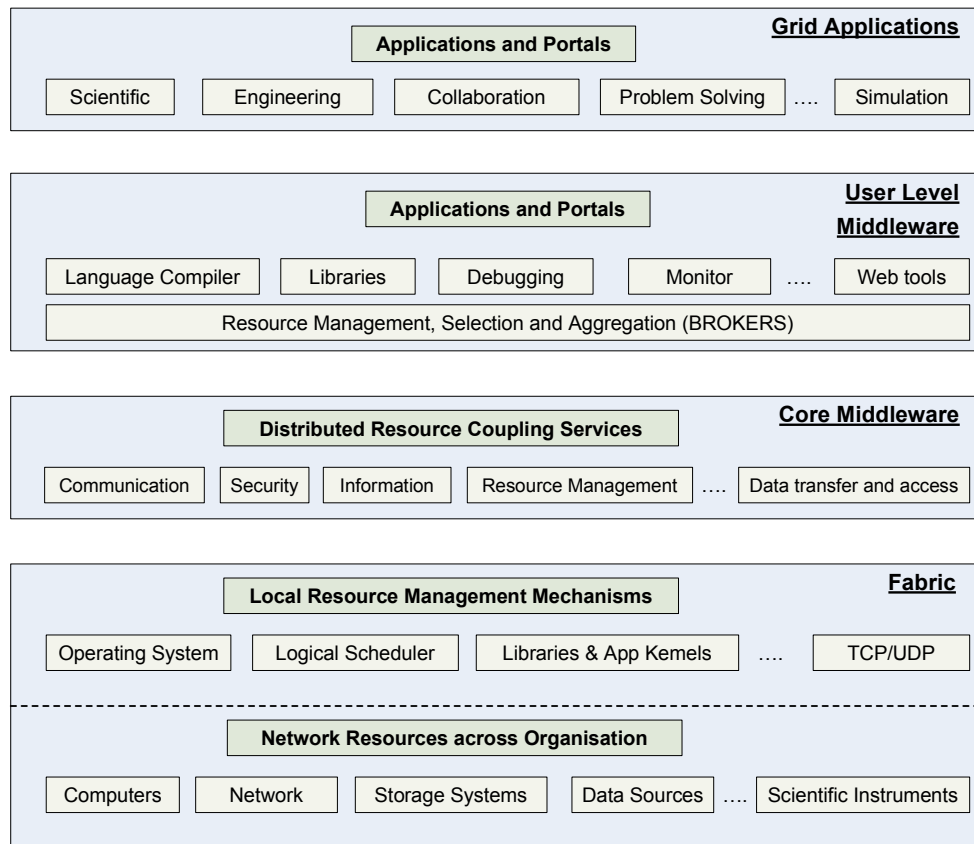 Grid Applications
Applications and Portals
Scientific
Engineering
Collaboration
Problem Solving
....
Simulation
User Level
Middleware
Applications and Portals
Language Compiler
Libraries
Debugging
Monitor
....
Web tools
Resource Management, Selection and Aggregation (BROKERS)
Core Middleware
Distributed Resource Coupling Services
Communication
Security
Information
Resource Management
....
Data transfer and access
Fabric
Local Resource Management Mechanisms
Operating System
Logical Scheduler
Libraries & App Kemels
....
TCP/UDP
Network Resources across Organisation
Computers
Network
Storage Systems
Data Sources
....
Scientific Instruments